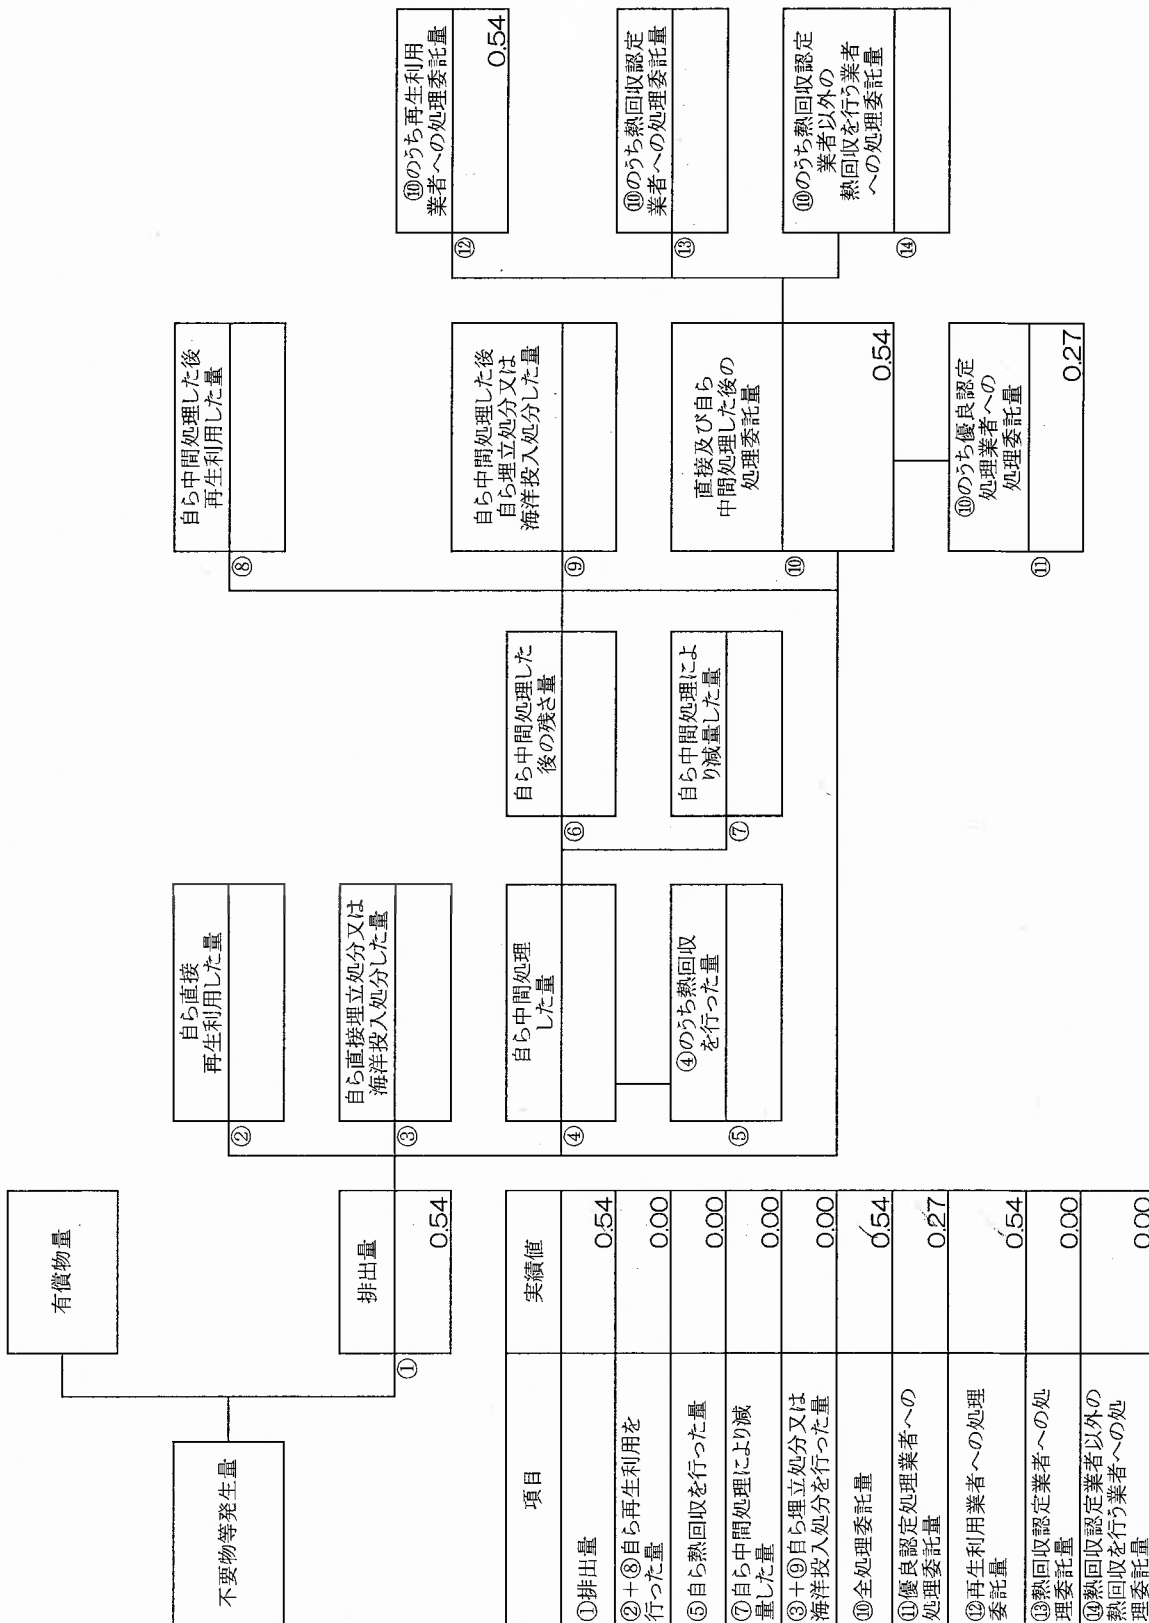 不要物等発生量
有償物量
①
排出量
0.54
②
自ら直接
再生利用した量
③
自ら直接埋立処分又は
海洋投入処分した量
④
自ら中間処理
した量
⑤
④のうち熱回収
を行った量
⑥
自ら中間処理した
後の残さ量
⑦
自ら中間処理によ
り減量した量
⑧
自ら中間処理した後
再生利用した量
⑨
自ら中間処理した後
自ら埋立処分又は
海洋投入処分した量
⑩
直接及び自ら
中間処理した後の
処理委託量
0.54
⑪
⑩のうち優良認定
処理業者への
処理委託量
0.27
⑫
⑩のうち再生利用
業者への処理委託量
0.54
⑬
⑩のうち熱回収認定
業者への処理委託量
⑭
⑩のうち熱回収認定
業者以外の
熱回収を行う業者
への処理委託量
項目
実績値
①排出量
0.54
②+⑧自ら再生利用を
行った量
0.00
⑤自ら熱回収を行った量
0.00
⑦自ら中間処理により減
量した量
0.00
③+⑨自ら埋立処分又は
海洋投入処分を行った量
0.00
⑩全処理委託量
0.54
⑪優良認定処理業者への
処理委託量
0.27
⑫再生利用業者への処理
委託量
0.54
⑬熱回収認定業者への処
理委託量
0.00
⑭熱回収認定業者以外の
熱回収を行う業者への処
理委託量
0.00